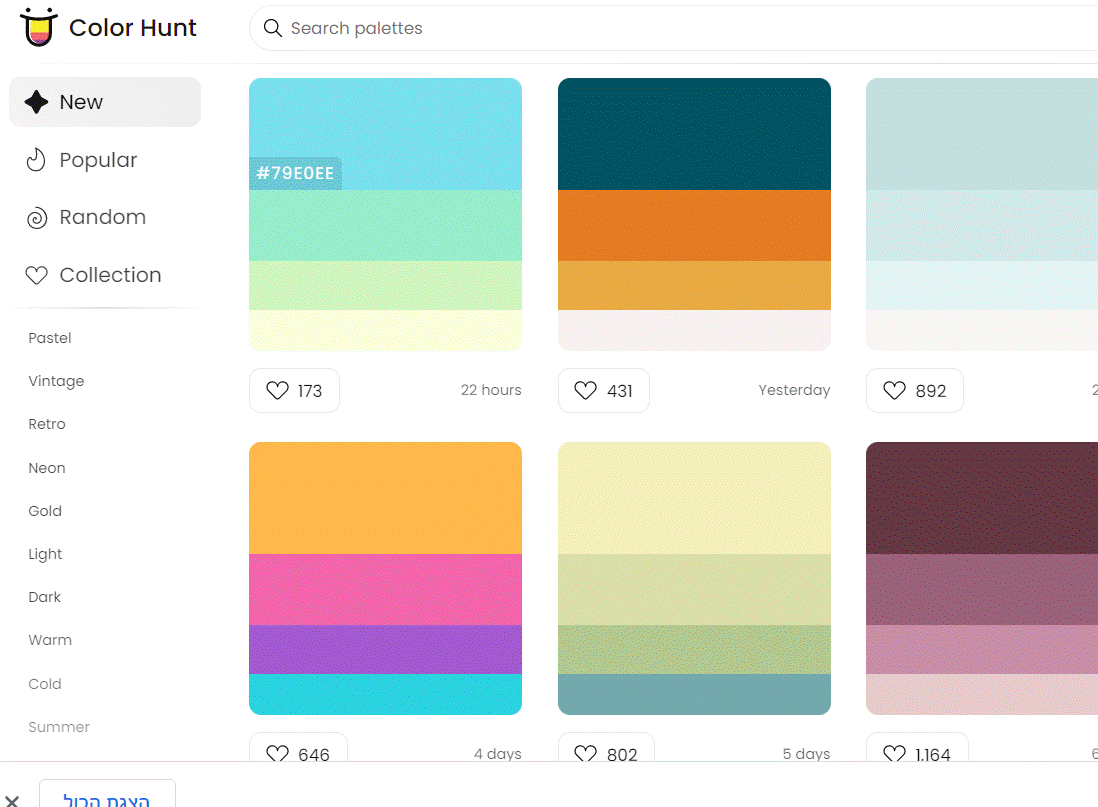 Color Hunt
Search palettes
New
Popular
Random
Collection
Pastel
Vintage
Retro
Neon
Gold
Light
Dark
Warm
Cold
Summer
#79E0EE
173
22 hours
431
Yesterday
892
2
646
4 days
802
5 days
1,164
6
הצגת הכול